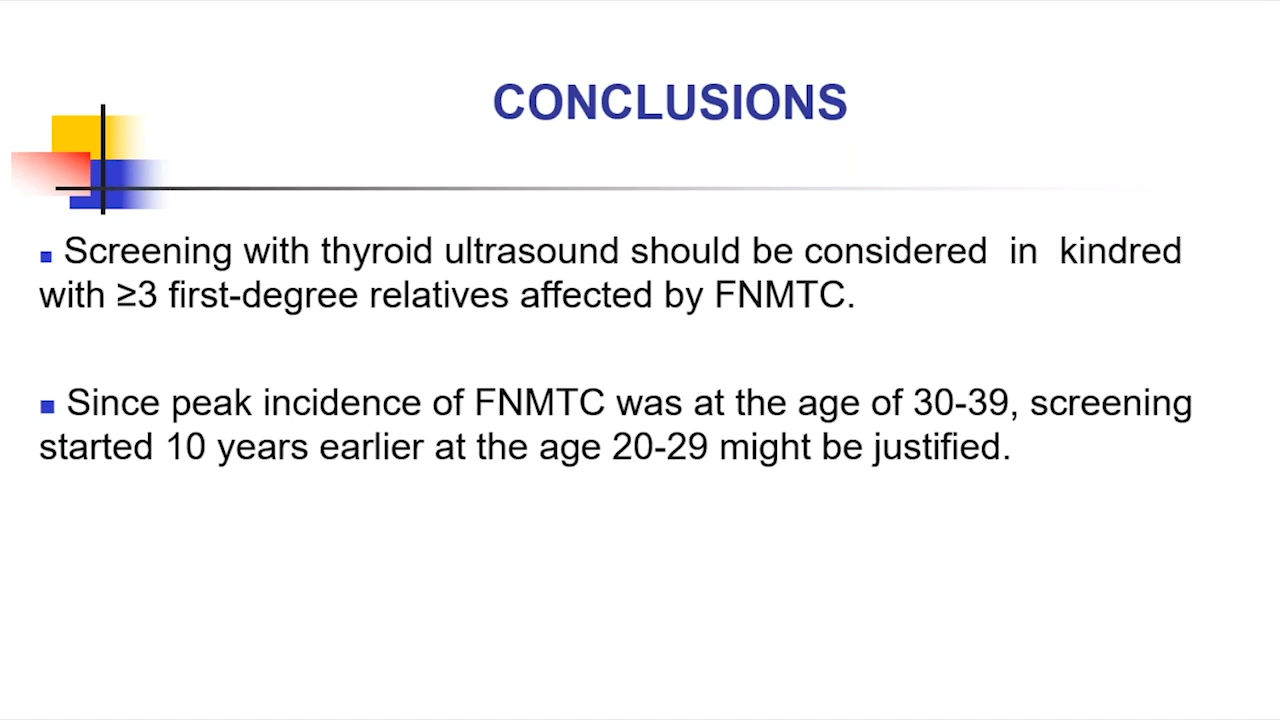 CONCLUSIONS
▪ Screening with thyroid ultrasound should be considered  in  kindred
with ≥3 first-degree relatives affected by FNMTC.
▪ Since peak incidence of FNMTC was at the age of 30-39, screening
started 10 years earlier at the age 20-29 might be justified.